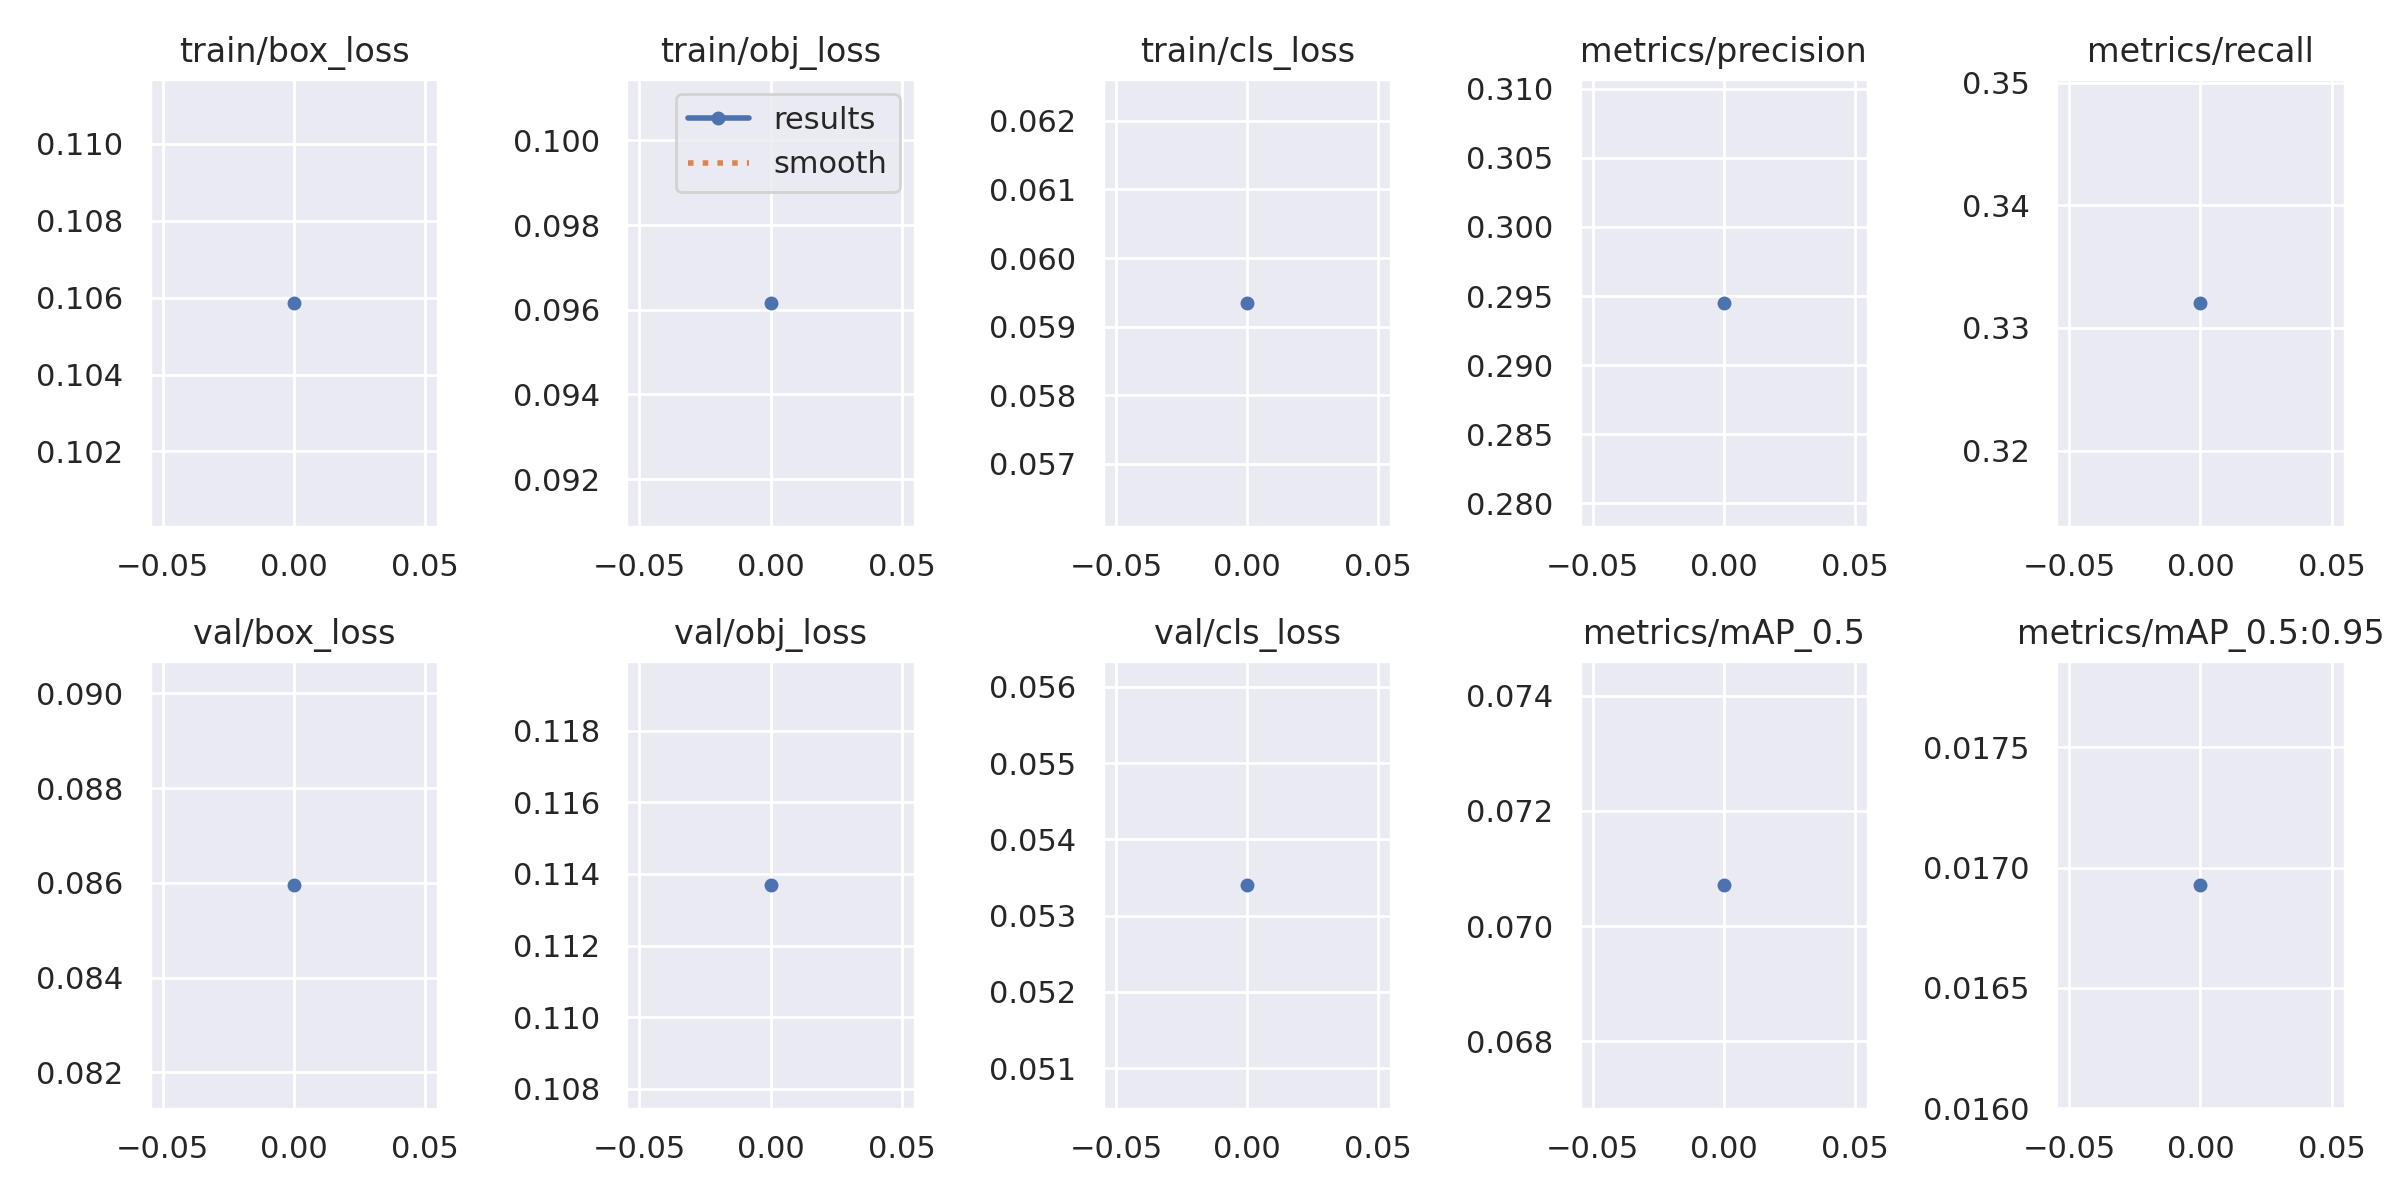 train/box_loss
0.110
0.108
0.106
0.104
0.102
−0.05 0.00 0.05
train/obj_loss
results
smooth
0.100
0.098
0.096
0.094
0.092
−0.05 0.00 0.05
train/cls_loss
0.062
0.061
0.060
0.059
0.058
0.057
−0.05 0.00 0.05
metrics/precision
0.310
0.305
0.300
0.295
0.290
0.285
0.280
−0.05 0.00 0.05
metrics/recall
0.35
0.34
0.33
0.32
−0.05 0.00 0.05
val/box_loss
0.090
0.088
0.086
0.084
0.082
−0.05 0.00 0.05
val/obj_loss
0.118
0.116
0.114
0.112
0.110
0.108
−0.05 0.00 0.05
val/cls_loss
0.056
0.055
0.054
0.053
0.052
0.051
−0.05 0.00 0.05
metrics/mAP_0.5
0.074
0.072
0.070
0.068
−0.05 0.00 0.05
metrics/mAP_0.5:0.95
0.0175
0.0170
0.0165
0.0160
−0.05 0.00 0.05